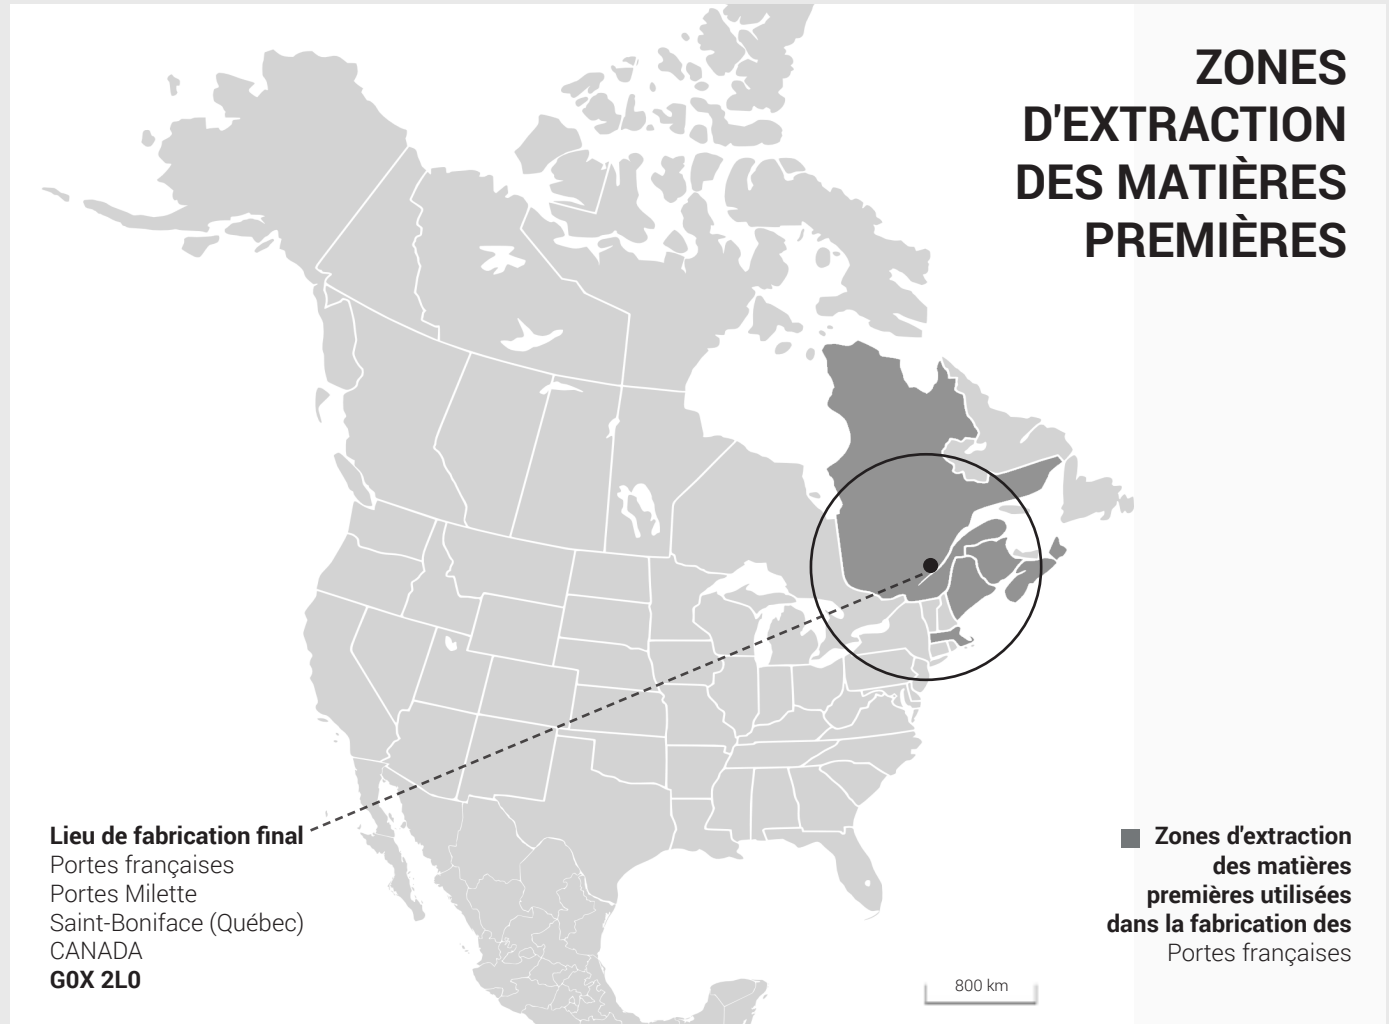 ZONES
D'EXTRACTION
DES MATIÈRES
PREMIÈRES
Lieu de fabrication final
Portes françaises
Portes Milette
Saint-Boniface (Québec)
CANADA
G0X 2L0
Zones d'extraction
des matières
premières utilisées
dans la fabrication des
Portes françaises
800 km